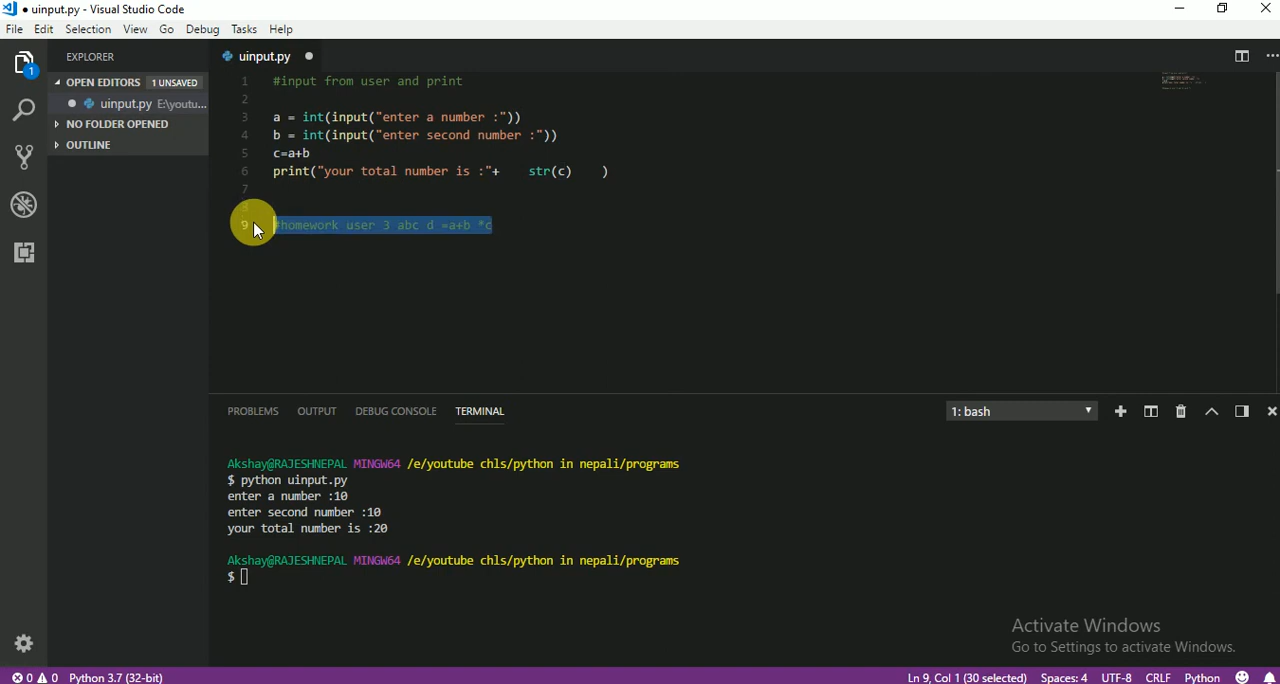 ● uinput.py - Visual Studio Code
File Edit Selection View Go Debug Tasks Help
EXPLORER
OPEN EDITORS 1 UNSAVED
uinput.py E:\youtu...
NO FOLDER OPENED
OUTLINE
1
uinput.py
1 #input from user and print
2
3 a = int(input("enter a number :"))
4 b = int(input("enter second number :"))
5 c=a+b
6 print("your total number is :"+    str(c)    )
7
8
9 #homework user 3 abc d =a+b *c
PROBLEMS OUTPUT DEBUG CONSOLE TERMINAL 1: bash
Akshay@RAJESHNEPAL MINGW64 /e/youtube chls/python in nepali/programs
$ python uinput.py
enter a number :10
enter second number :10
your total number is :20
Akshay@RAJESHNEPAL MINGW64 /e/youtube chls/python in nepali/programs
$
Activate Windows
Go to Settings to activate Windows.
0 0 Python 3.7 (32-bit) Ln 9, Col 1 (30 selected) Spaces: 4 UTF-8 CRLF Python